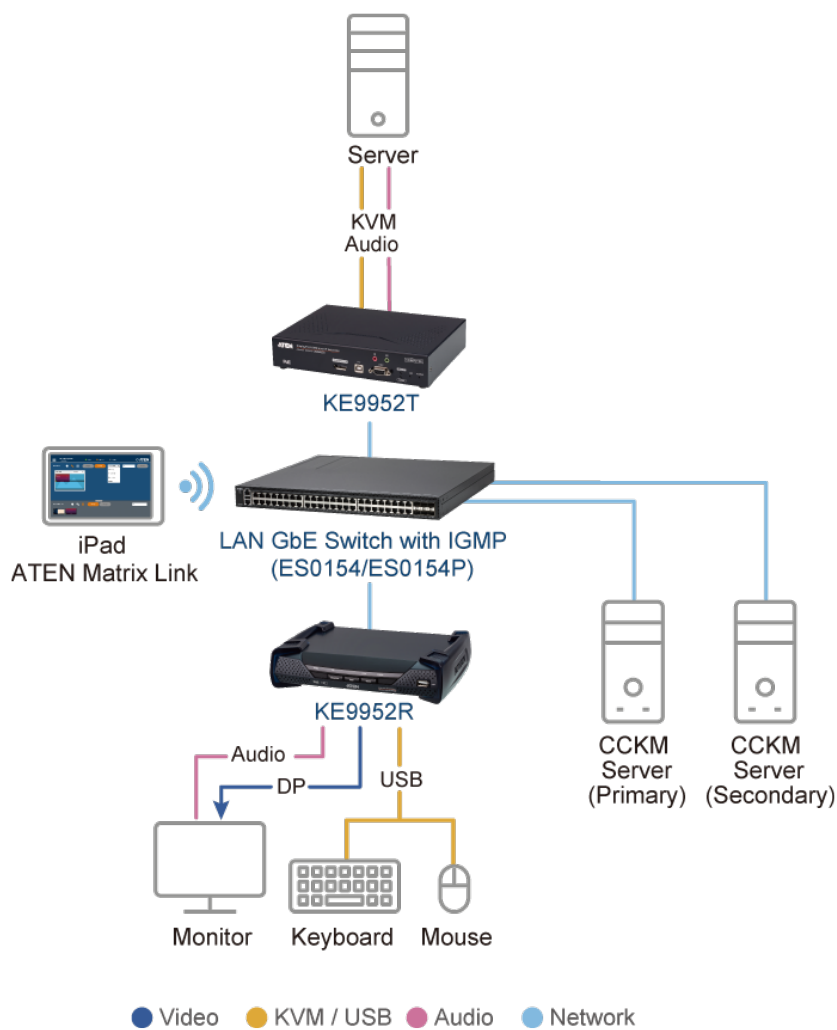 Server
KVM
Audio
ATEN
KE9952T
LAN GbE Switch with IGMP
(ES0154/ES0154P)
iPad
ATEN Matrix Link
KE9952R
CCKM
Server
(Primary)
CCKM
Server
(Secondary)
Audio
DP
USB
Monitor
Keyboard
Mouse
Video
KVM / USB
Audio
Network